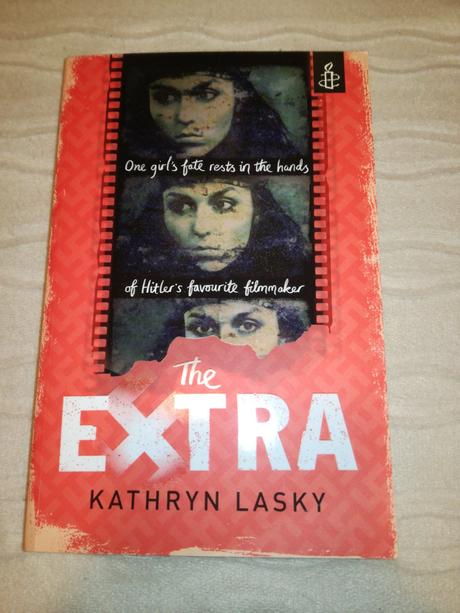 One girl's fate rests in the hands
of Hitler's favourite filmmaker
The
EXTRA
KATHRYN LASKY